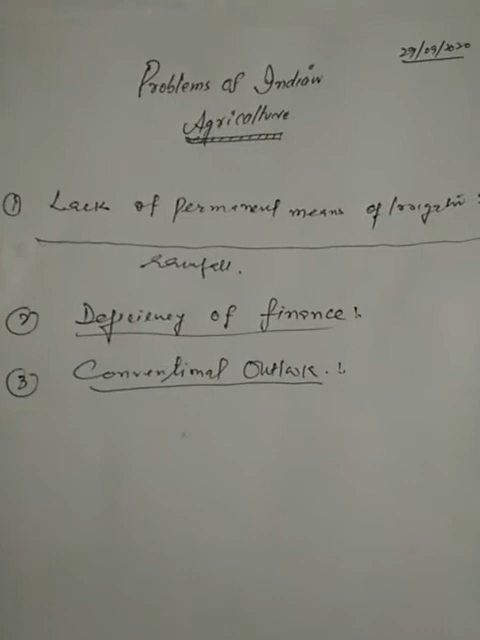 29/09/2020
Problems of Indian
Agriculture
① Lack of permanent means of Irrigation :
rainfall.
② Deficiency of finance :
③ Conventional Outlook . :